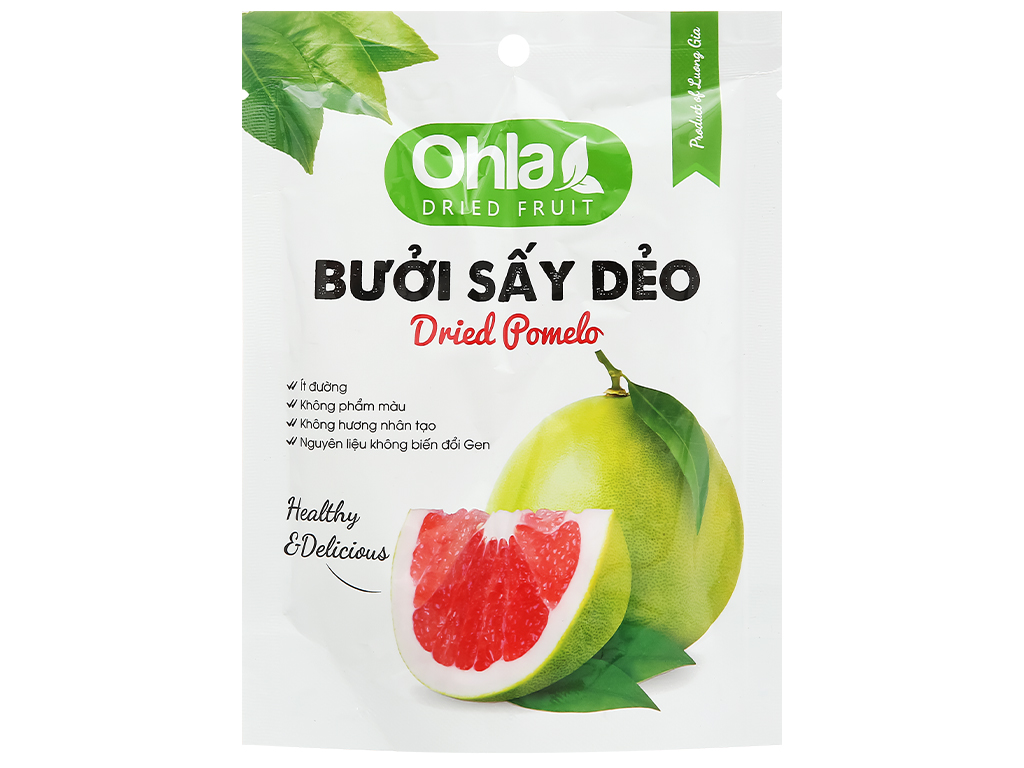 Product of Luong Gia
Ohla
DRIED FRUIT
BƯỞI SẤY DẺO
Dried Pomelo
Ít đường
Không phẩm màu
Không hương nhân tạo
Nguyên liệu không biến đổi Gen
Healthy
&Delicious